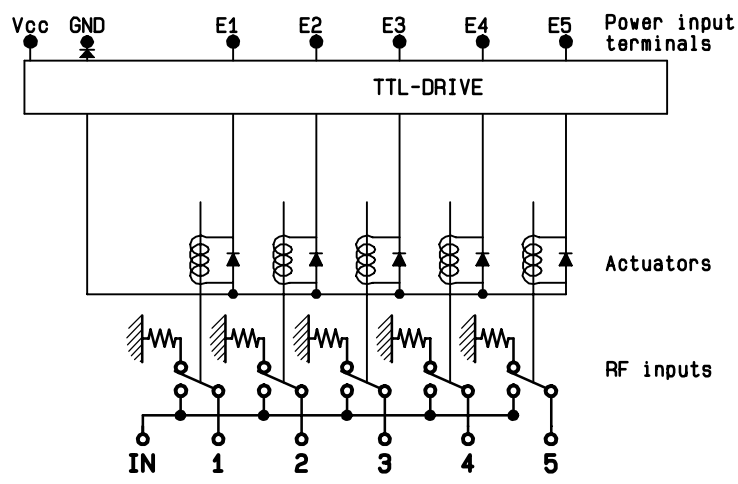 Vcc GND E1 E2 E3 E4 E5 Power input
terminals
TTL-DRIVE
Actuators
RF inputs
IN 1 2 3 4 5